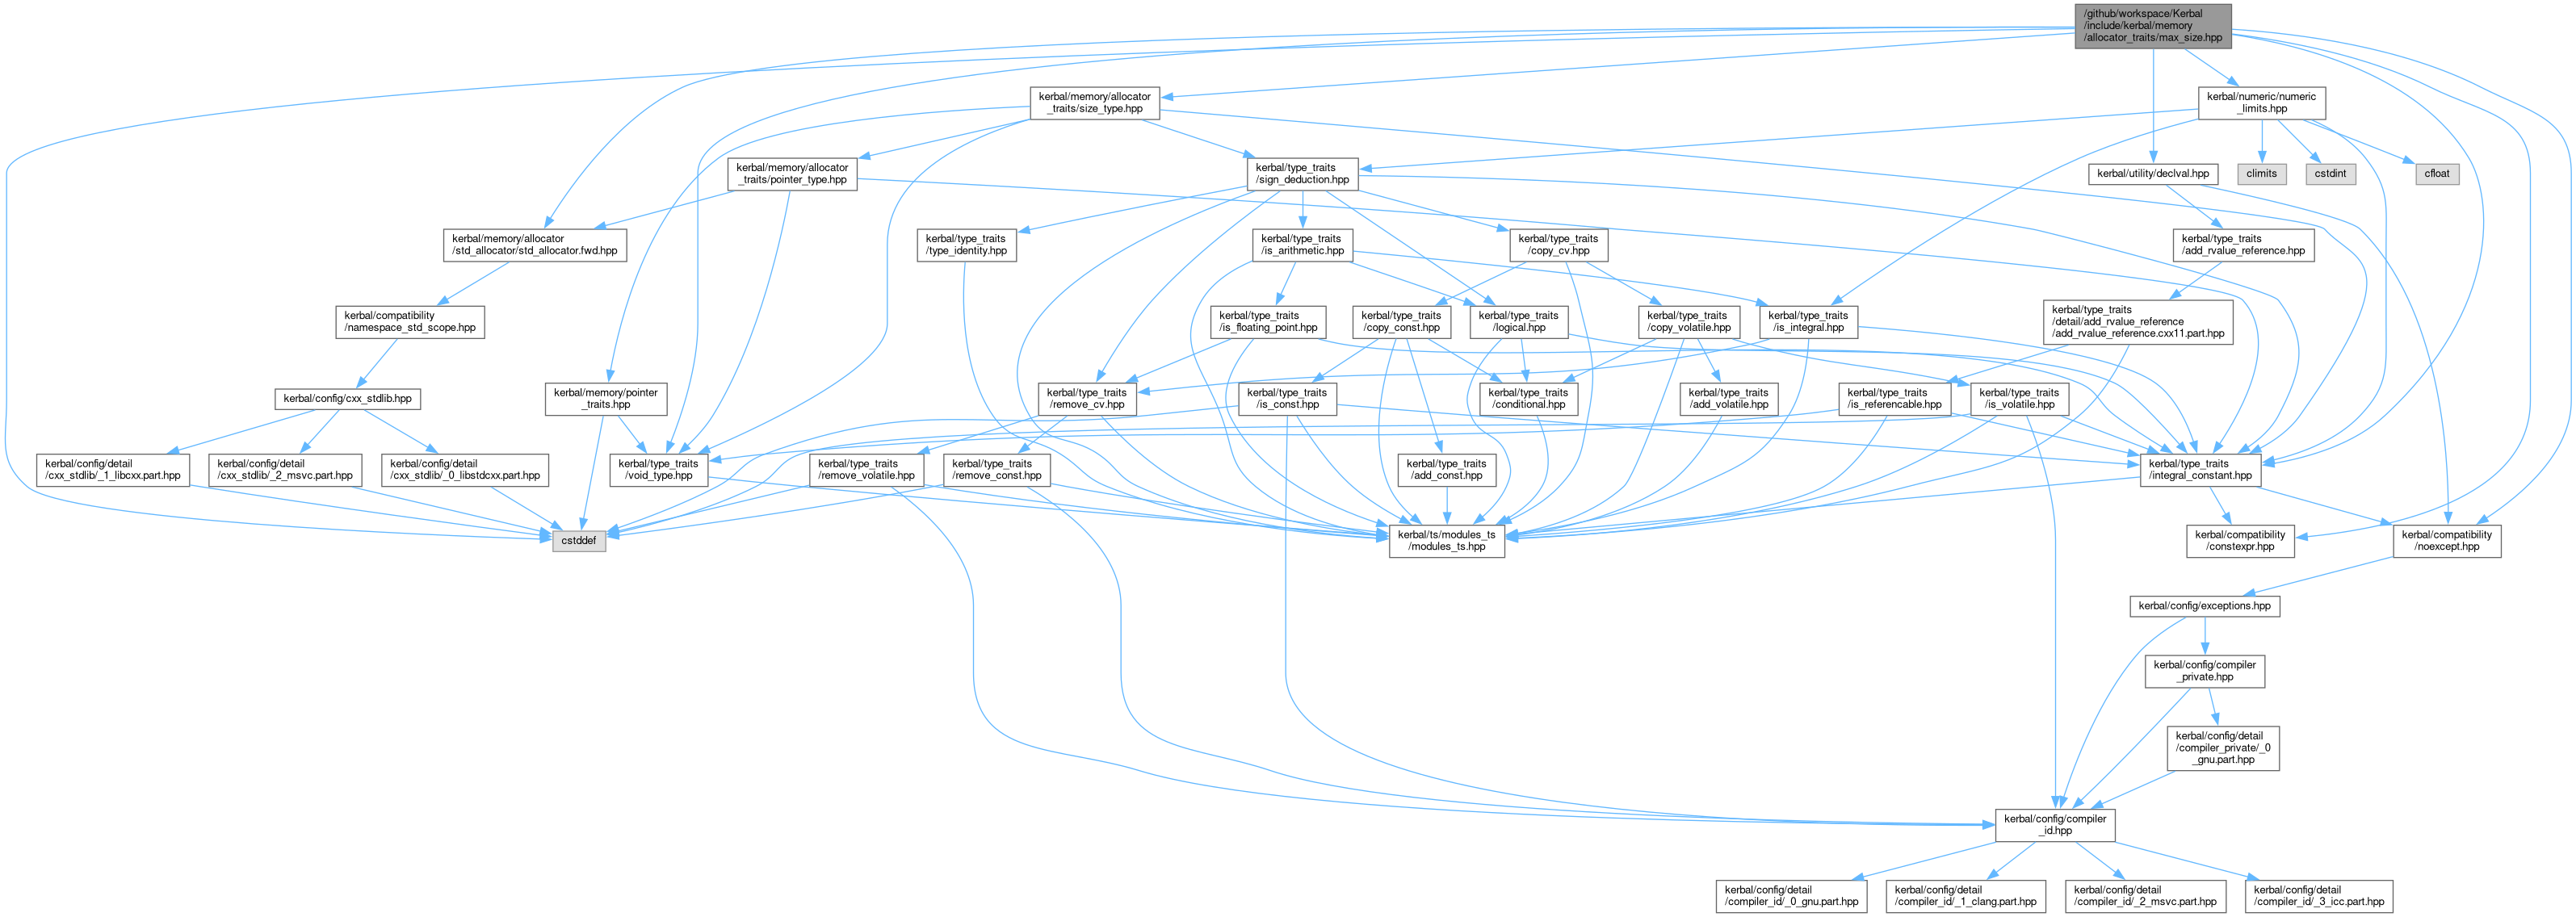 /github/workspace/Kerbal
/include/kerbal/memory
/allocator_traits/max_size.hpp
kerbal/memory/allocator
_traits/size_type.hpp
kerbal/numeric/numeric
_limits.hpp
kerbal/memory/allocator
_traits/pointer_type.hpp
kerbal/type_traits
/sign_deduction.hpp
kerbal/utility/declval.hpp
climits
cstdint
cfloat
kerbal/memory/allocator
/std_allocator/std_allocator.fwd.hpp
kerbal/type_traits
/type_identity.hpp
kerbal/type_traits
/is_arithmetic.hpp
kerbal/type_traits
/copy_cv.hpp
kerbal/type_traits
/add_rvalue_reference.hpp
kerbal/compatibility
/namespace_std_scope.hpp
kerbal/type_traits
/is_floating_point.hpp
kerbal/type_traits
/copy_const.hpp
kerbal/type_traits
/logical.hpp
kerbal/type_traits
/copy_volatile.hpp
kerbal/type_traits
/is_integral.hpp
kerbal/type_traits
/detail/add_rvalue_reference
/add_rvalue_reference.cxx11.part.hpp
kerbal/config/cxx_stdlib.hpp
kerbal/memory/pointer
_traits.hpp
kerbal/type_traits
/remove_cv.hpp
kerbal/type_traits
/is_const.hpp
kerbal/type_traits
/conditional.hpp
kerbal/type_traits
/add_volatile.hpp
kerbal/type_traits
/is_referencable.hpp
kerbal/type_traits
/is_volatile.hpp
kerbal/config/detail
/cxx_stdlib/_1_libcxx.part.hpp
kerbal/config/detail
/cxx_stdlib/_2_msvc.part.hpp
kerbal/config/detail
/cxx_stdlib/_0_libstdcxx.part.hpp
kerbal/type_traits
/void_type.hpp
kerbal/type_traits
/remove_volatile.hpp
kerbal/type_traits
/remove_const.hpp
kerbal/type_traits
/add_const.hpp
kerbal/type_traits
/integral_constant.hpp
cstddef
kerbal/ts/modules_ts
/modules_ts.hpp
kerbal/compatibility
/constexpr.hpp
kerbal/compatibility
/noexcept.hpp
kerbal/config/exceptions.hpp
kerbal/config/compiler
_private.hpp
kerbal/config/detail
/compiler_private/_0
_gnu.part.hpp
kerbal/config/compiler
_id.hpp
kerbal/config/detail
/compiler_id/_0_gnu.part.hpp
kerbal/config/detail
/compiler_id/_1_clang.part.hpp
kerbal/config/detail
/compiler_id/_2_msvc.part.hpp
kerbal/config/detail
/compiler_id/_3_icc.part.hpp